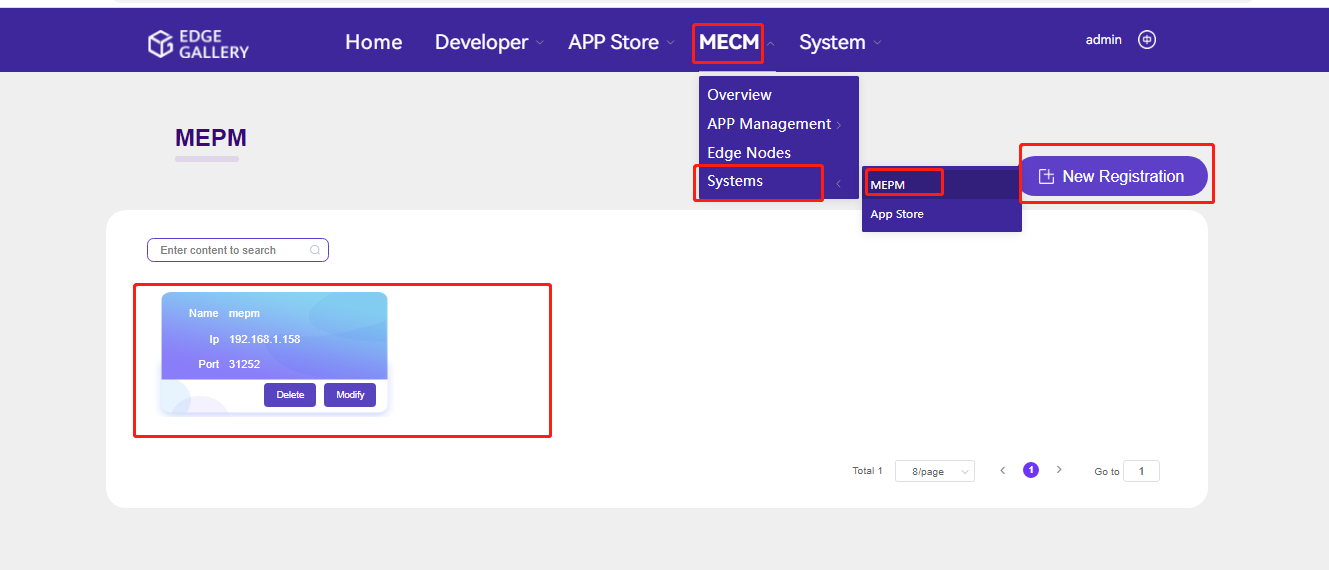 EDGE
GALLERY
Home
Developer
APP Store
MECM
System
admin
中
Overview
APP Management
Edge Nodes
Systems
MEPM
App Store
MEPM
New Registration
Enter content to search
Name mepm
Ip 192.168.1.158
Port 31252
Delete
Modify
Total 1
8/page
1
Go to
1